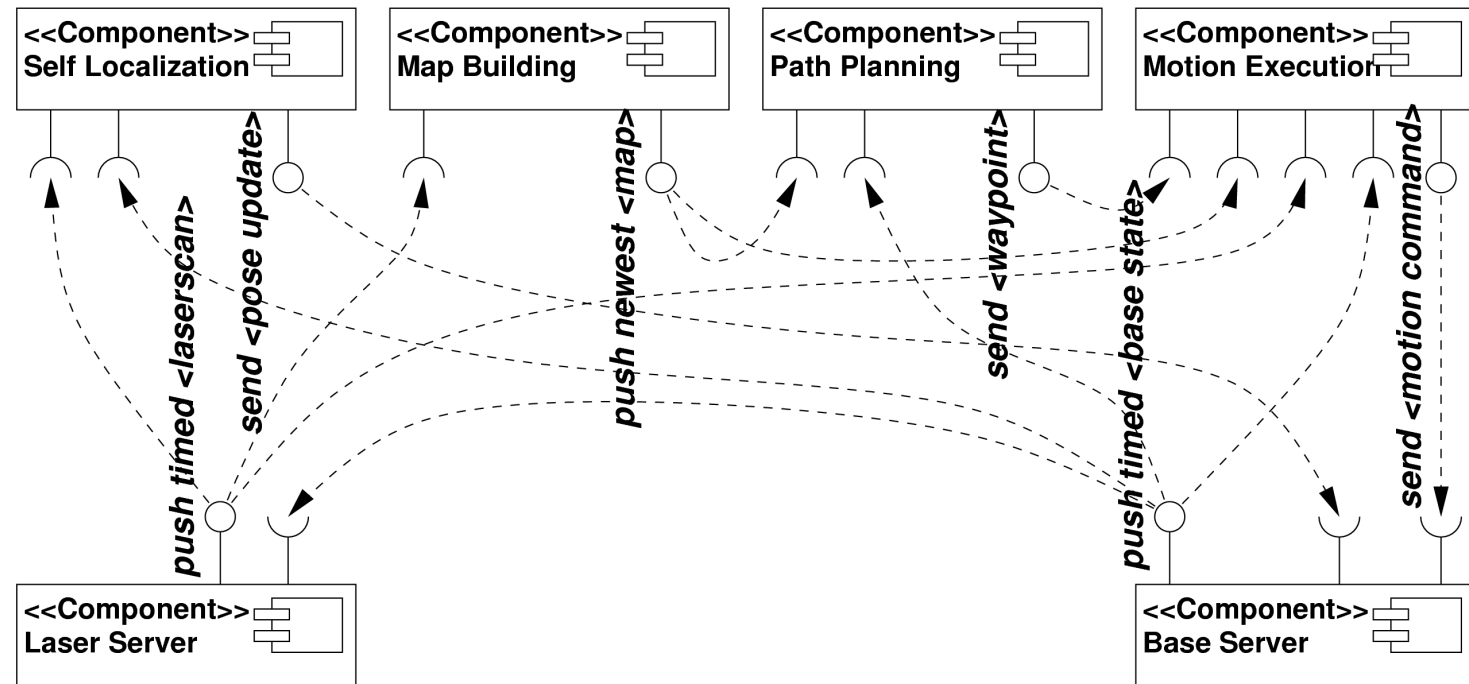 <<Component>>
Self Localization
<<Component>>
Map Building
<<Component>>
Path Planning
<<Component>>
Motion Execution
push timed <laserscan>
send <pose update>
push newest <map>
send <waypoint>
push timed <base state>
send <motion command>
<<Component>>
Laser Server
<<Component>>
Base Server